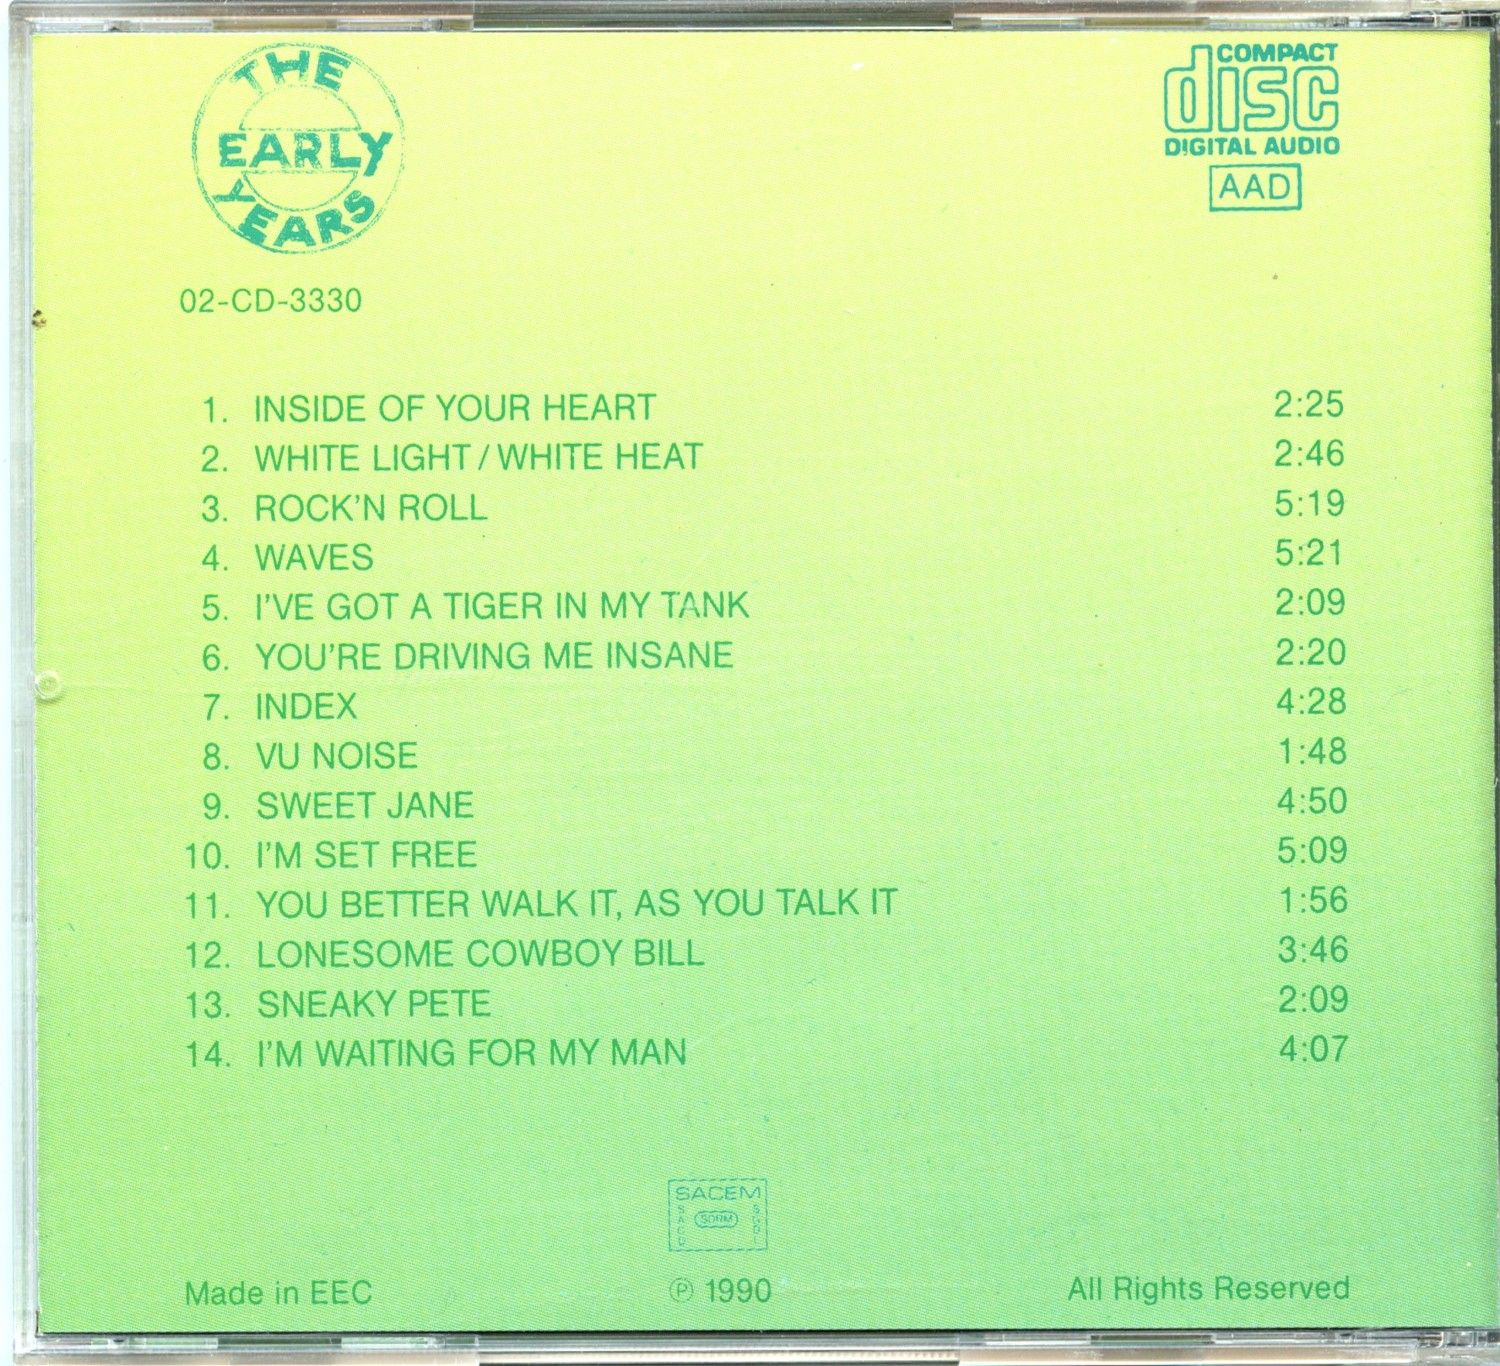 THE
EARLY
YEARS
COMPACT
disc
DIGITAL AUDIO
AAD
02-CD-3330
1. INSIDE OF YOUR HEART 2:25
2. WHITE LIGHT / WHITE HEAT 2:46
3. ROCK'N ROLL 5:19
4. WAVES 5:21
5. I'VE GOT A TIGER IN MY TANK 2:09
6. YOU'RE DRIVING ME INSANE 2:20
7. INDEX 4:28
8. VU NOISE 1:48
9. SWEET JANE 4:50
10. I'M SET FREE 5:09
11. YOU BETTER WALK IT, AS YOU TALK IT 1:56
12. LONESOME COWBOY BILL 3:46
13. SNEAKY PETE 2:09
14. I'M WAITING FOR MY MAN 4:07
SACEM
SDRM
Made in EEC
℗ 1990
All Rights Reserved